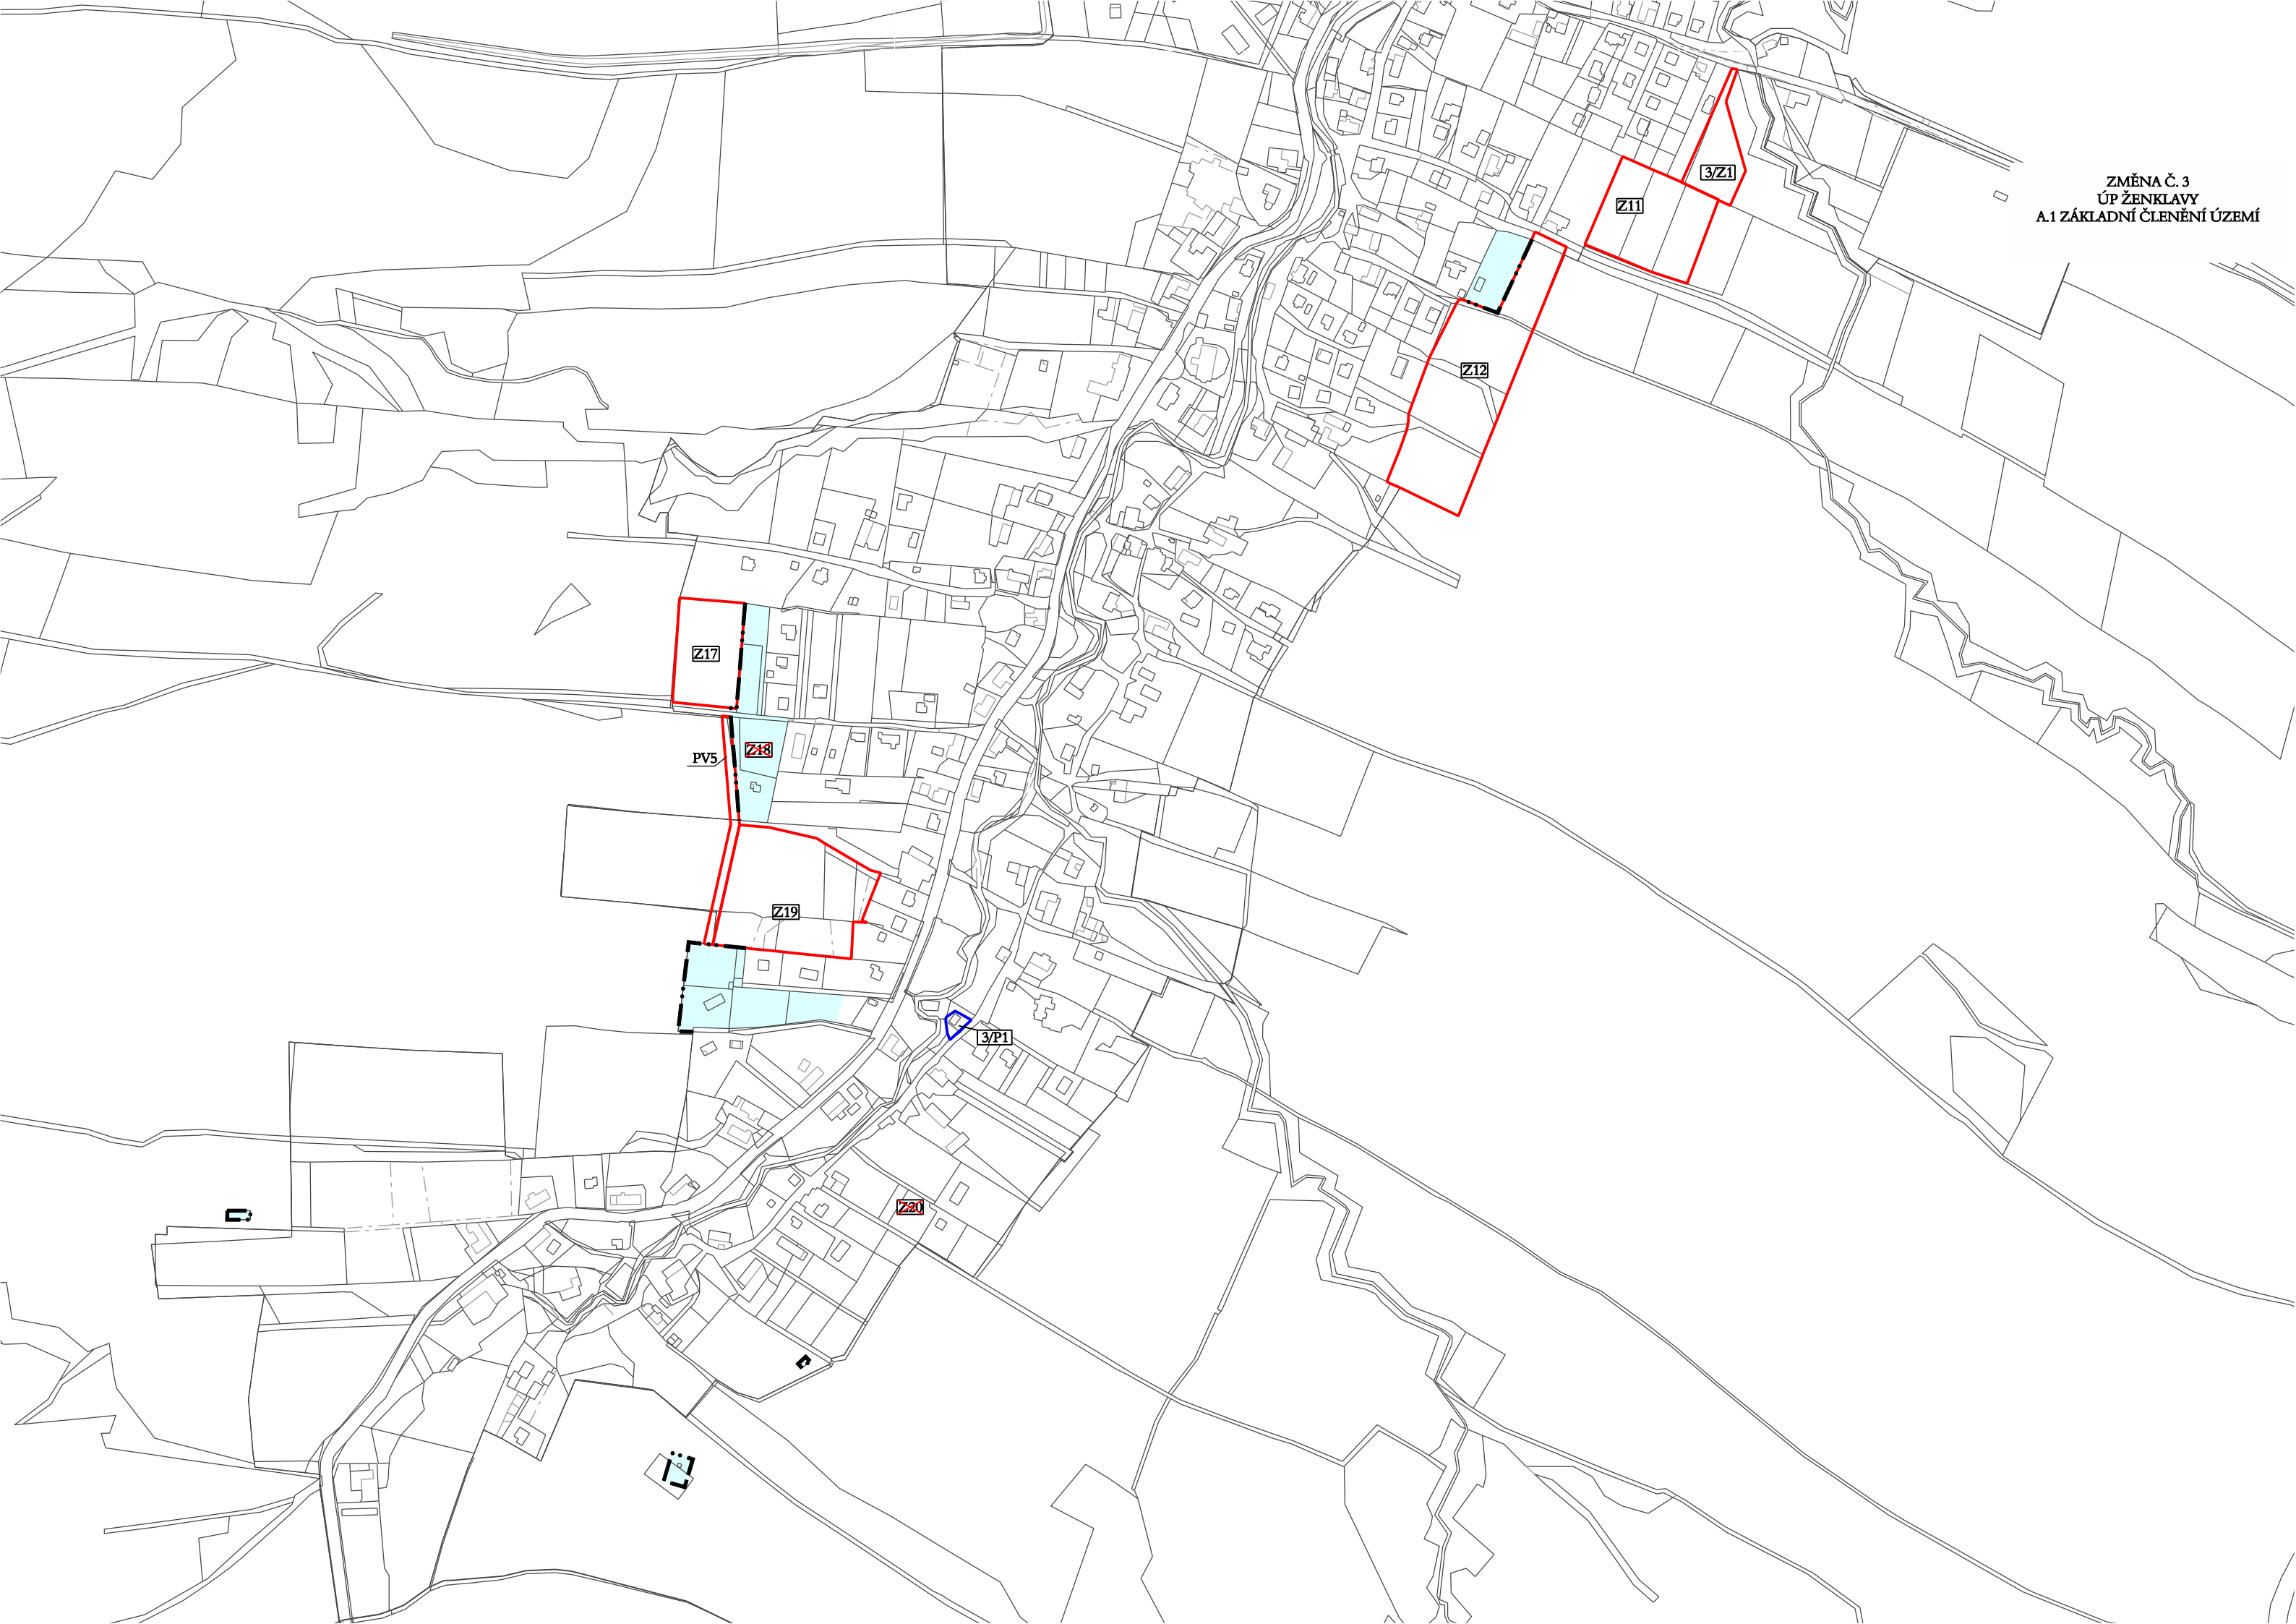 ZMĚNA Č. 3
ÚP ŽENKLAVY
A.1 ZÁKLADNÍ ČLENĚNÍ ÚZEMÍ
3/Z1
Z11
Z12
Z17
Z18
PV5
Z19
3/P1
Z20